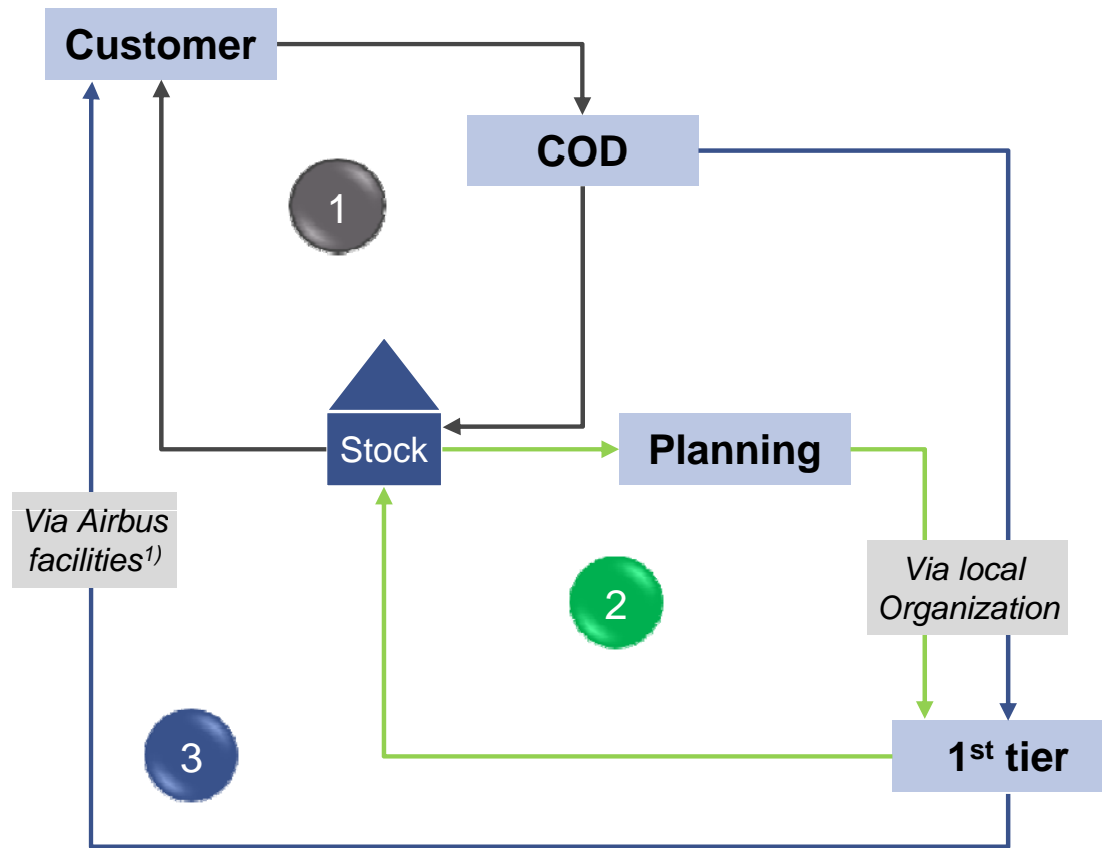 Customer
COD
1
Stock
Planning
Via Airbus
facilities1)
2
Via local
Organization
3
1st tier